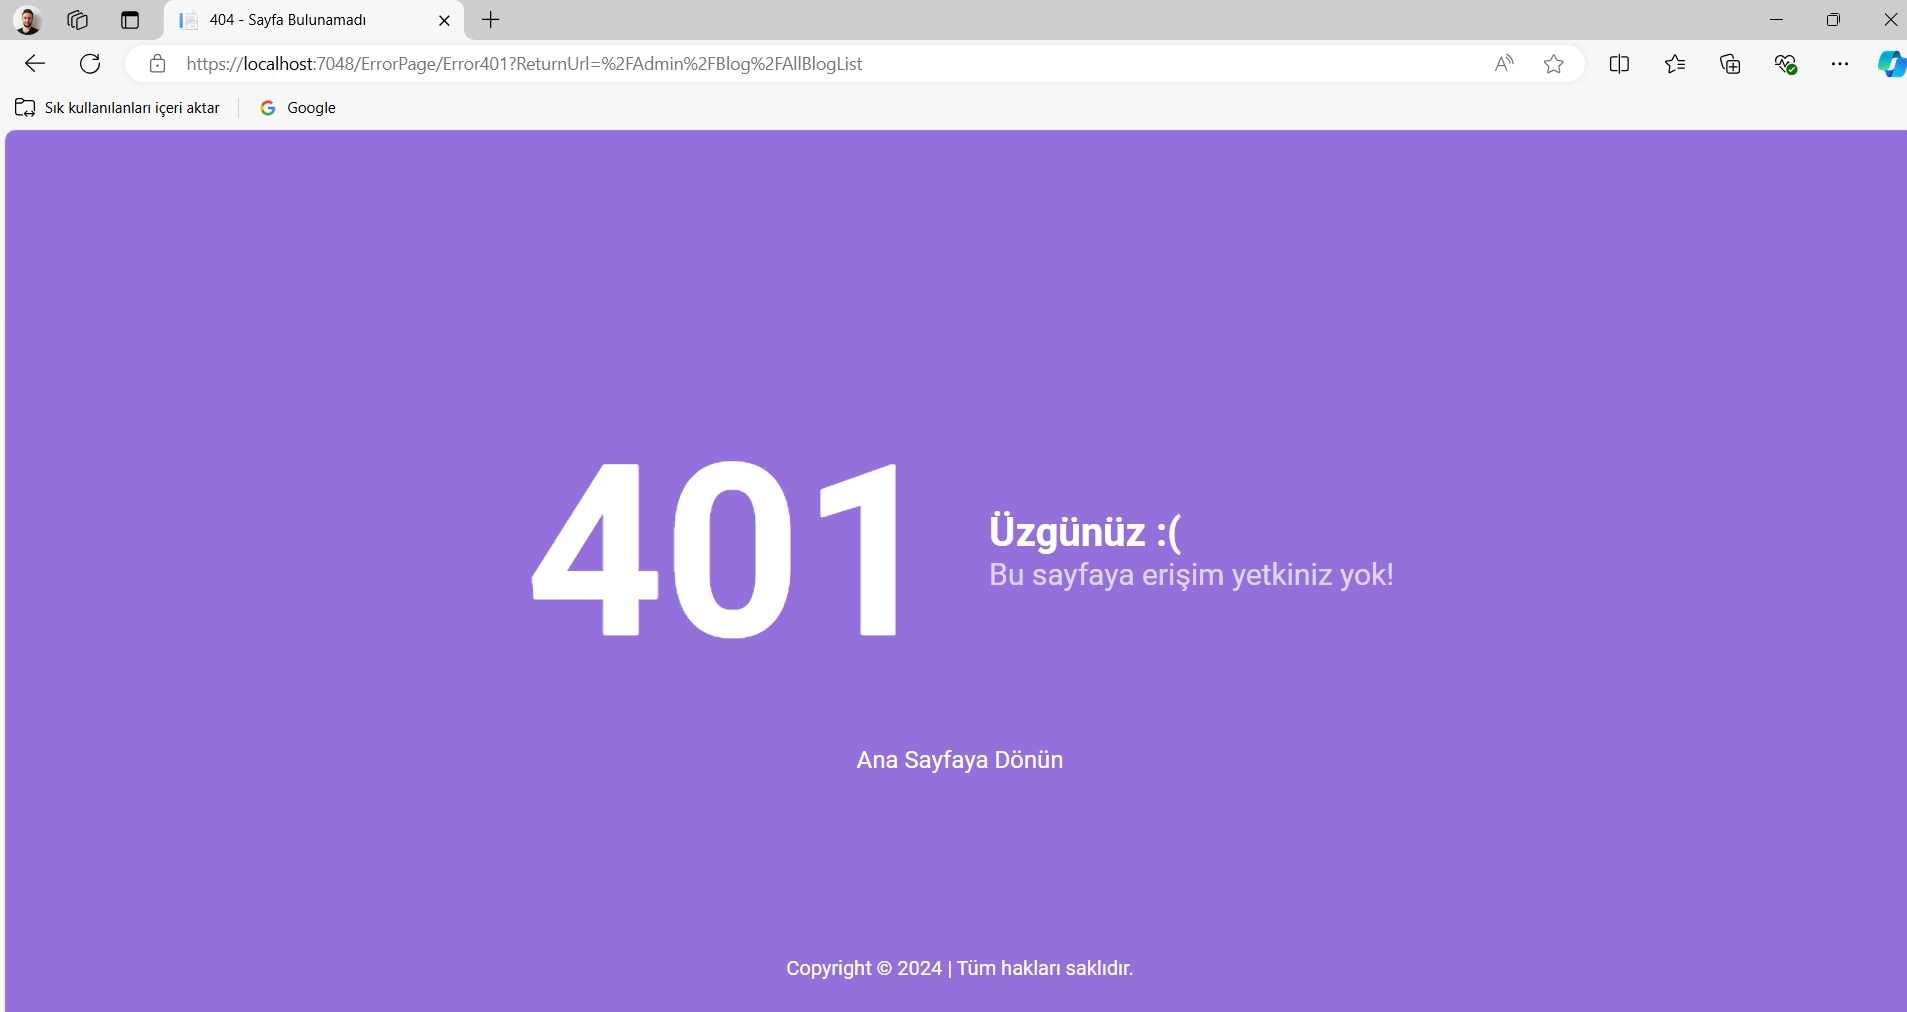 404 - Sayfa Bulunamadı
https://localhost:7048/ErrorPage/Error401?ReturnUrl=%2FAdmin%2FBlog%2FAllBlogList
Sık kullanılanları içeri aktar
Google
401
Üzgünüz :(
Bu sayfaya erişim yetkiniz yok!
Ana Sayfaya Dönün
Copyright © 2024 | Tüm hakları saklıdır.